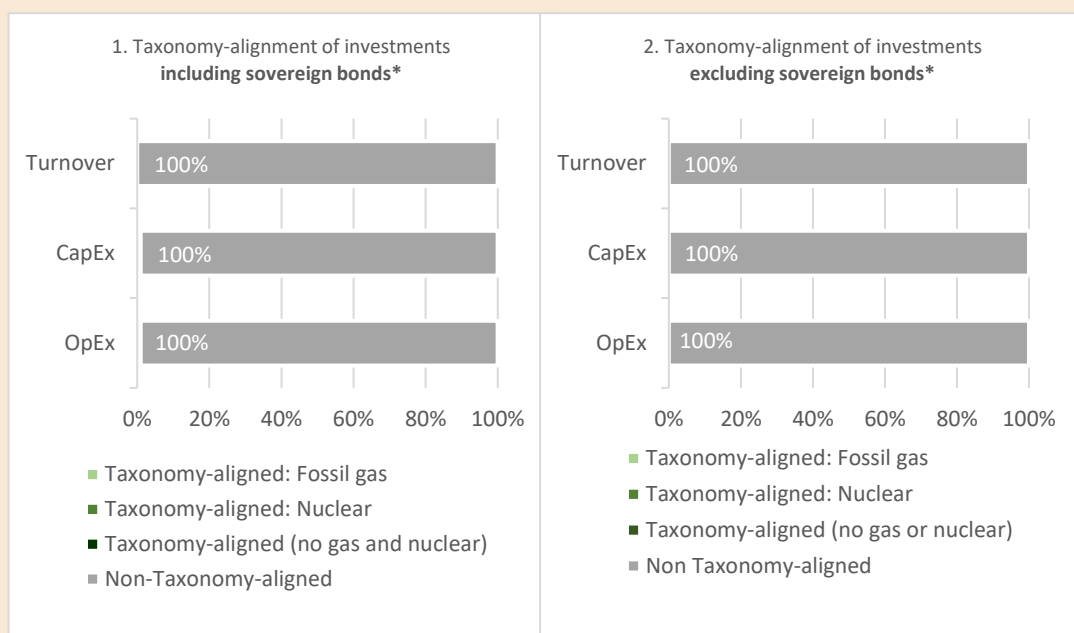 1. Taxonomy-alignment of investments
including sovereign bonds*
Turnover
100%
CapEx
100%
OpEx
100%
0% 20% 40% 60% 80% 100%
Taxonomy-aligned: Fossil gas
Taxonomy-aligned: Nuclear
Taxonomy-aligned (no gas and nuclear)
Non-Taxonomy-aligned
2. Taxonomy-alignment of investments
excluding sovereign bonds*
Turnover
100%
CapEx
100%
OpEx
100%
0% 20% 40% 60% 80% 100%
Taxonomy-aligned: Fossil gas
Taxonomy-aligned: Nuclear
Taxonomy-aligned (no gas or nuclear)
Non Taxonomy-aligned